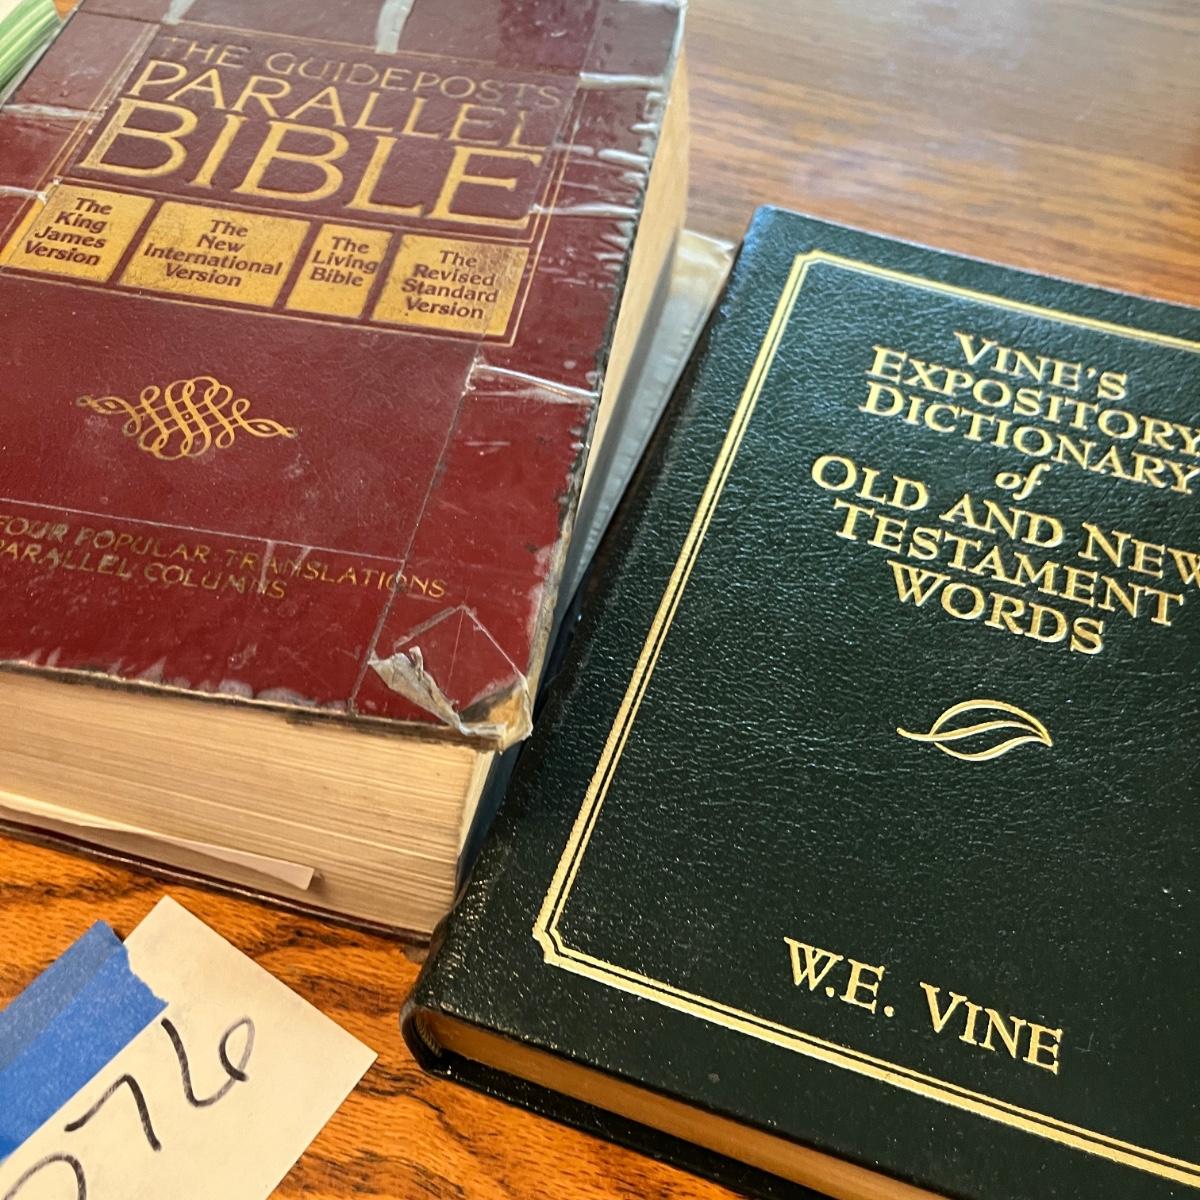 THE GUIDEPOSTS
PARALLEL
BIBLE
The
King
James
Version
The
New
International
Version
The
Living
Bible
The
Revised
Standard
Version
FOUR POPULAR TRANSLATIONS
PARALLEL COLUMNS
VINE'S
EXPOSITORY
DICTIONARY
of
OLD AND NEW
TESTAMENT
WORDS
W.E. VINE
076